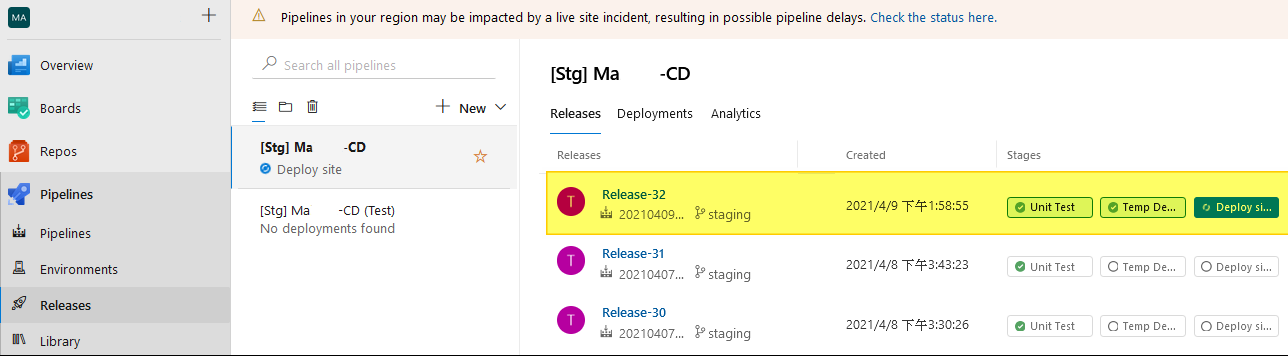 MA
Overview
Boards
Repos
Pipelines
Pipelines
Environments
Releases
Library
Pipelines in your region may be impacted by a live site incident, resulting in possible pipeline delays. Check the status here.
Search all pipelines
New
[Stg] Ma -CD
Deploy site
[Stg] Ma -CD (Test)
No deployments found
[Stg] Ma -CD
Releases Deployments Analytics
Releases Created Stages
T Release-32 2021/4/9 下午1:58:55 Unit Test Temp De... Deploy si...
20210409... staging
T Release-31 2021/4/8 下午3:43:23 Unit Test Temp De... Deploy si...
20210407... staging
T Release-30 2021/4/8 下午3:30:26 Unit Test Temp De... Deploy si...
20210407... staging